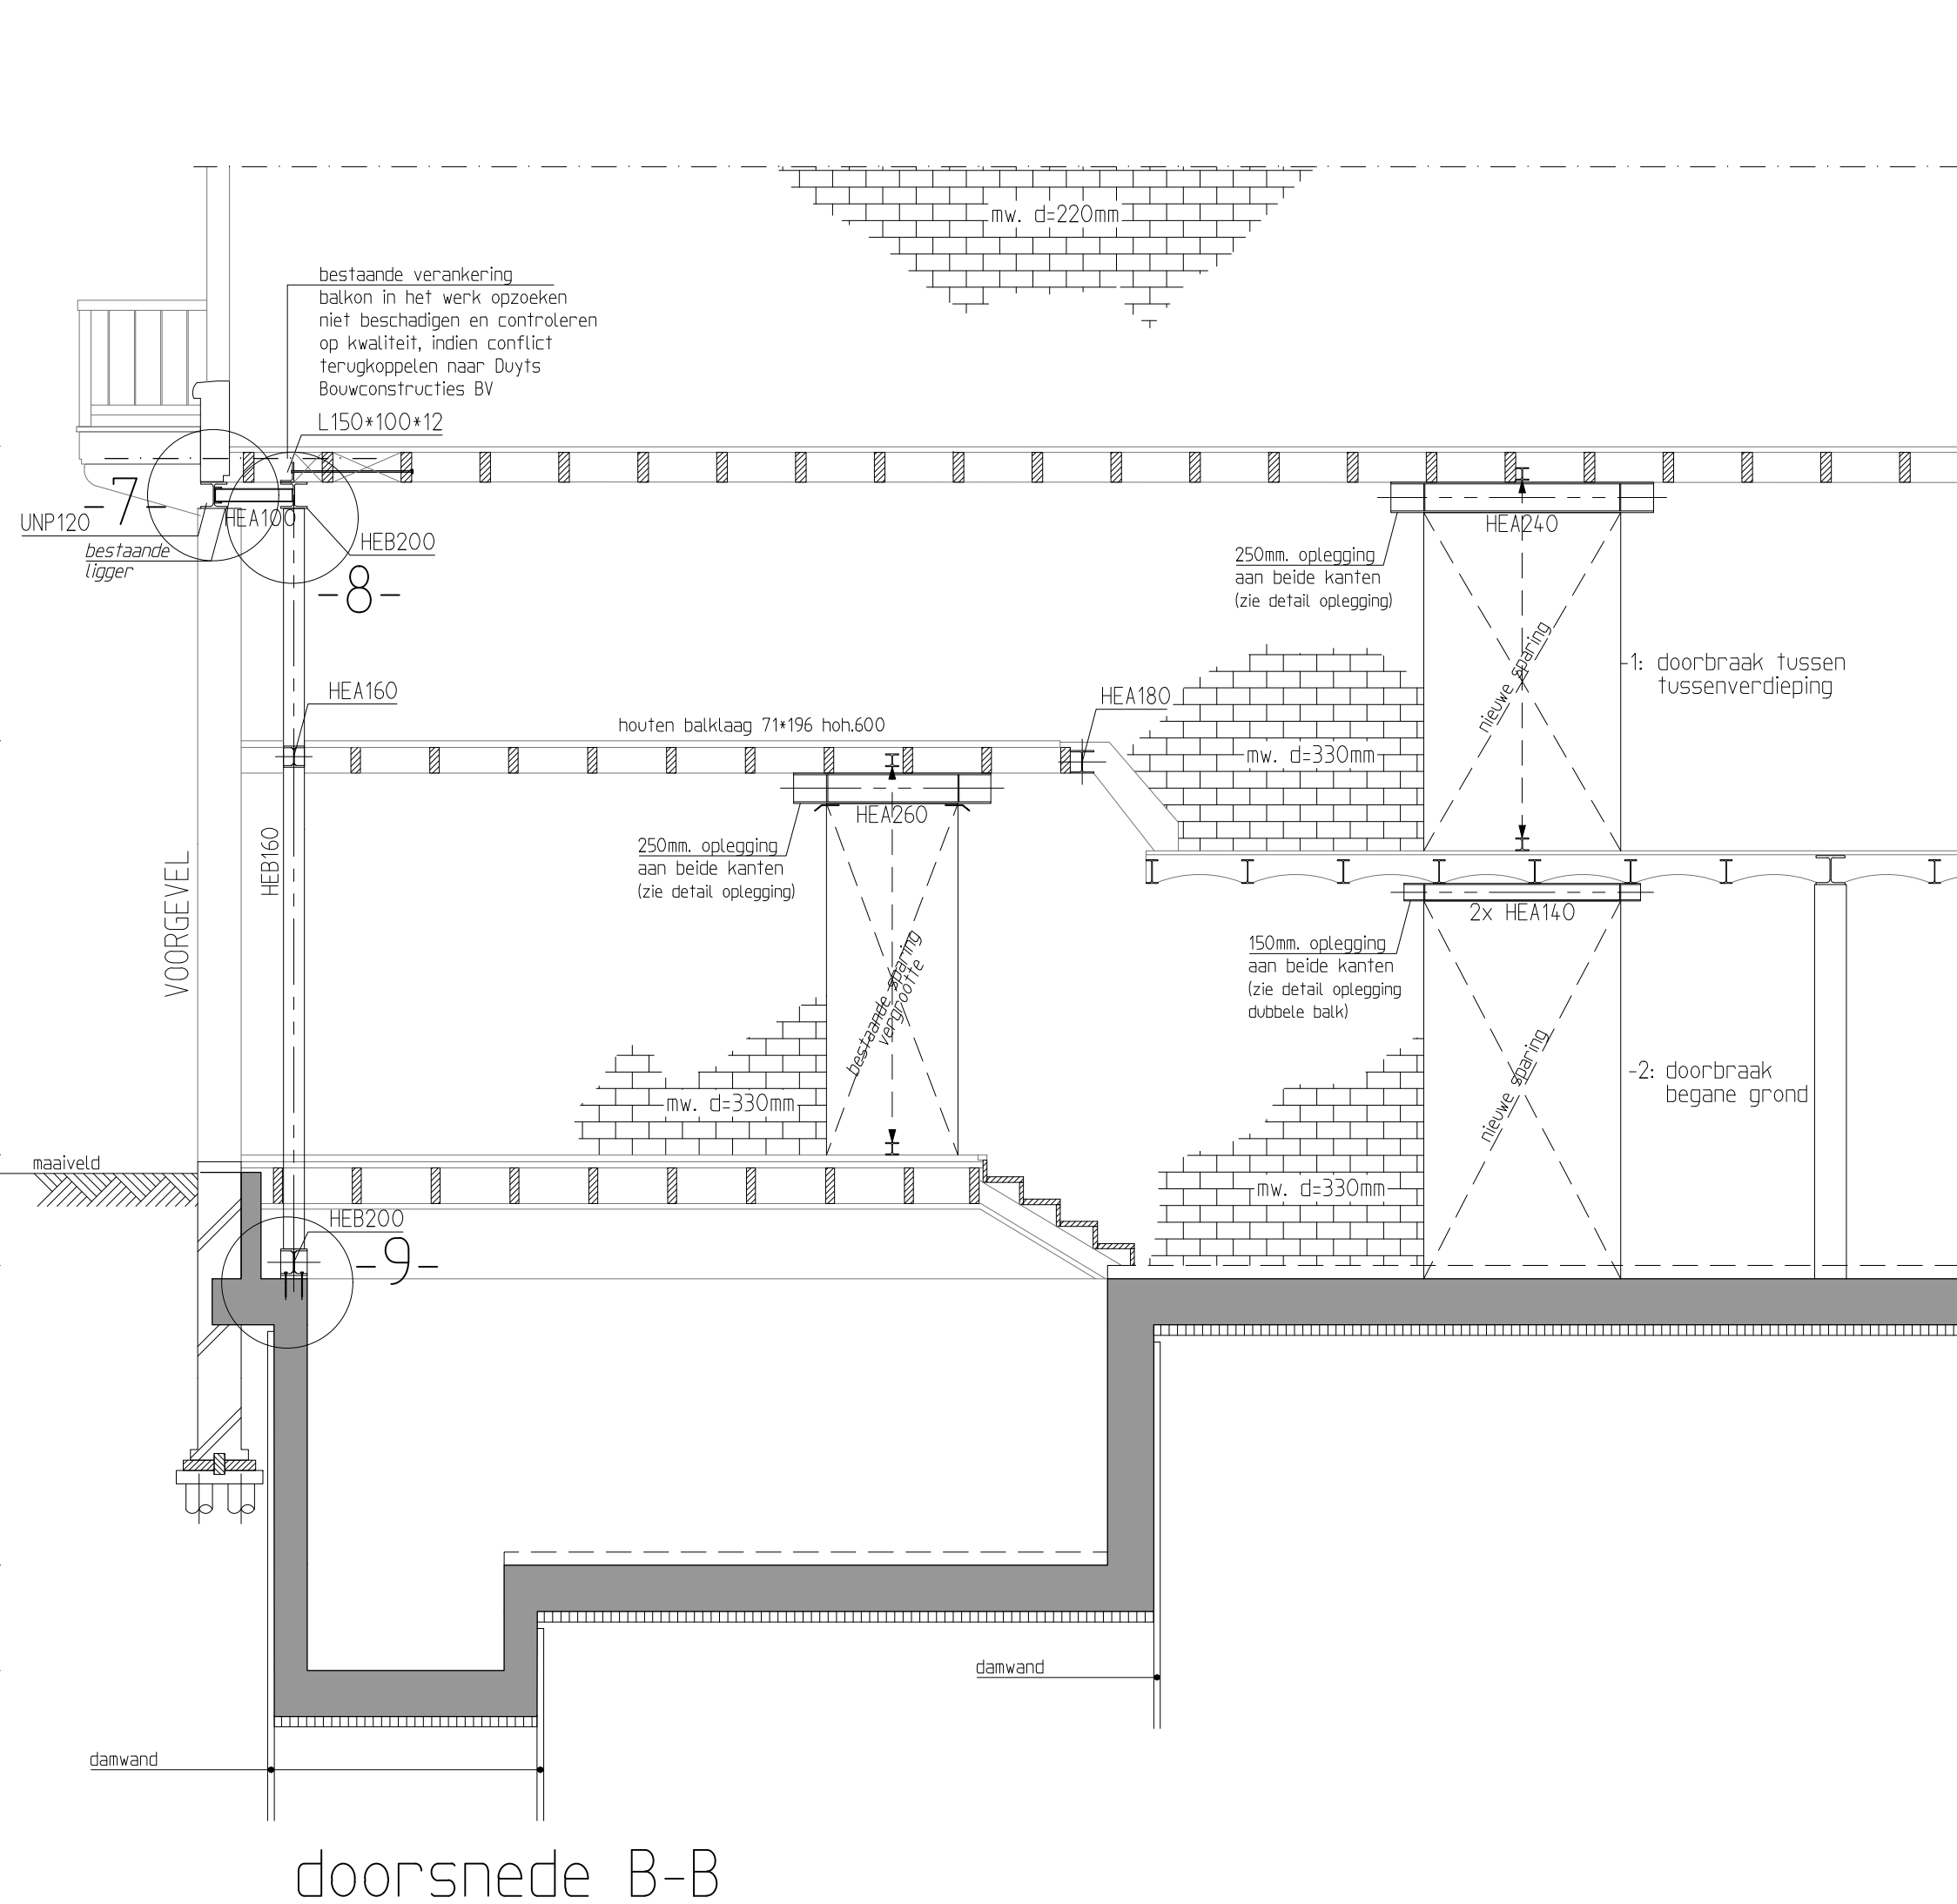 mw. d=220mm
bestaande verankering
balkon in het werk opzoeken
niet beschadigen en controleren
op kwaliteit, indien conflict
terugkoppelen naar Duyts
Bouwconstructies BV
L150*100*12
-7-
HEA100
UNP120
bestaande
ligger
HEB200
-8-
HEA240
250mm. oplegging
aan beide kanten
(zie detail oplegging)
nieuwe sparing
-1: doorbraak tussen
tussenverdieping
HEA160
HEA180
houten balklaag 71*196 hoh.600
mw. d=330mm
HEA260
250mm. oplegging
aan beide kanten
(zie detail oplegging)
HEB160
VOORGEVEL
2x HEA140
150mm. oplegging
aan beide kanten
(zie detail oplegging
dubbele balk)
bestaande sparing
vergrootte
nieuwe sparing
-2: doorbraak
begane grond
mw. d=330mm
maaiveld
mw. d=330mm
HEB200
-9-
damwand
damwand
doorsnede B-B